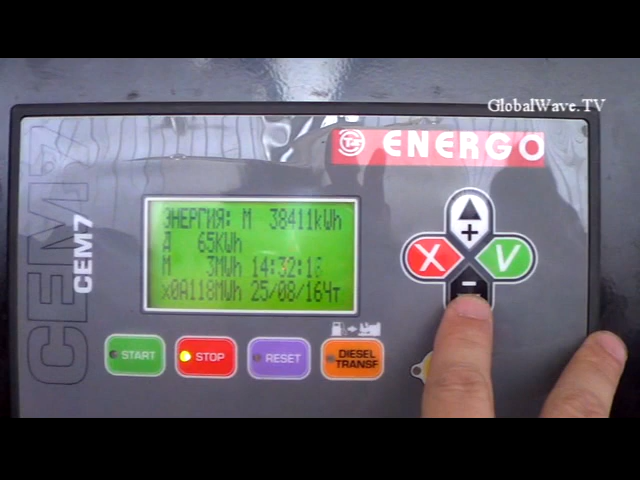 GlobalWave.TV
ENERGO
CEM7
CEM7
ЭНЕРГИЯ: М 38411kWh
Д 65kWh
М 3MWh 14:32:18
x0A118MWh 25/08/16Чт
X
+
V
-
START
STOP
RESET
DIESEL
TRANSF